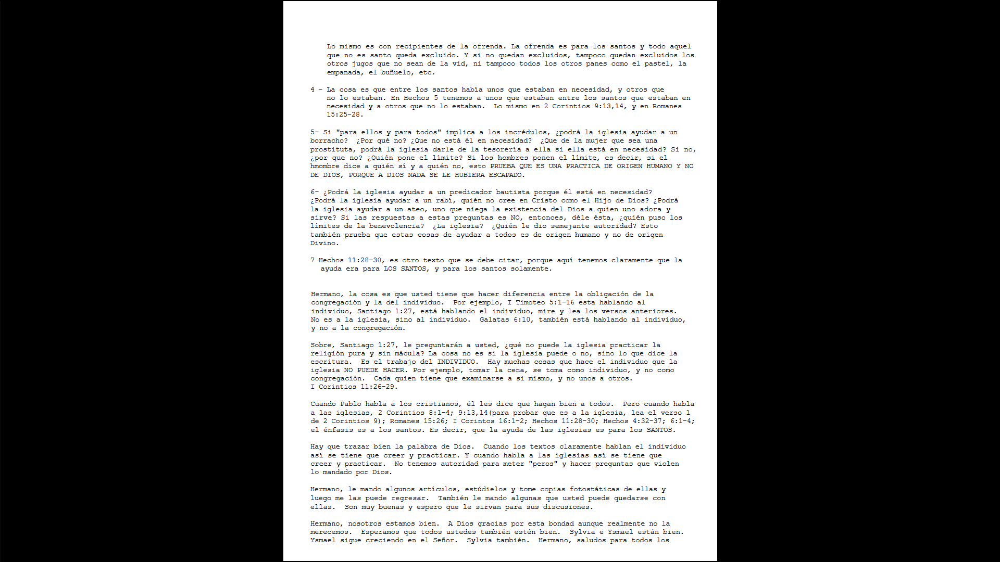 Lo mismo es con recipientes de la ofrenda. La ofrenda es para los santos y todo aquel
que no es santo queda excluido. Y si no quedan excluidos, tampoco quedan excluidos los
otros jugos que no sean de la vid, ni tampoco todos los otros panes como el pastel, la
empanada, el buñuelo, etc.
4 - La cosa es que entre los santos había unos que estaban en necesidad, y otros que
no lo estaban. En Hechos 5 tenemos a unos que estaban entre los santos que estaban en
necesidad y a otros que no lo estaban. Lo mismo en 2 Corintios 9:13,14, y en Romanes
15:25-28.
5- Si "para ellos y para todos" implica a los incrédulos, ¿podrá la iglesia ayudar a un
borracho? ¿Por qué no? ¿Que no está él en necesidad? ¿Que de la mujer que sea una
prostituta, podrá la iglesia darle de la tesorería a ella si ella está en necesidad? Si no,
¿por que no? ¿Quién pone el límite? Si los hombres ponen el límite, es decir, si el
hmombre dice a quién sí y a quién no, esto PRUEBA QUE ES UNA PRACTICA DE ORIGEN HUMANO Y NO
DE DIOS, PORQUE A DIOS NADA SE LE HUBIERA ESCAPADO.
6- ¿Podrá la iglesia ayudar a un predicador bautista porque él está en necesidad?
¿Podrá la iglesia ayudar a un rabí, quién no cree en Cristo como el Hijo de Dios? ¿Podrá
la iglesia ayudar a un ateo, uno que niega la existencia del Dios a quien uno adora y
sirve? Si las respuestas a estas preguntas es NO, entonces, déle ésta, ¿quién puso los
límites de la benevolencia? ¿La iglesia? ¿Quién le dio semejante autoridad? Esto
también prueba que estas cosas de ayudar a todos es de origen humano y no de origen
Divino.
7 Hechos 11:28-30, es otro texto que se debe citar, porque aquí tenemos claramente que la
ayuda era para LOS SANTOS, y para los santos solamente.
Hermano, la cosa es que usted tiene que hacer diferencia entre la obligación de la
congregación y la del individuo. Por ejemplo, I Timoteo 5:1-16 esta hablando al
individuo, Santiago 1:27, está hablando el individuo, mire y lea los versos anteriores.
No es a la iglesia, sino al individuo. Galatas 6:10, también está hablando al individuo,
y no a la congregación.
Sobre, Santiago 1:27, le preguntarán a usted, ¿qué no puede la iglesia practicar la
religión pura y sin mácula? La cosa no es si la iglesia puede o no, sino lo que dice la
escritura. Es el trabajo del INDIVIDUO. Hay muchas cosas que hace el individuo que la
iglesia NO PUEDE HACER. Por ejemplo, tomar la cena, se toma como individuo, y no como
congregación. Cada quien tiene que examinarse a si mismo, y no unos a otros.
I Corintios 11:26-29.
Cuando Pablo habla a los cristianos, él les dice que hagan bien a todos. Pero cuando habla
a las iglesias, 2 Corintios 8:1-4; 9:13,14(para probar que es a la iglesia, lea el verso 1
de 2 Corintios 9); Romanes 15:26; I Corintos 16:1-2; Hechos 11:28-30; Hechos 4:32-37; 6:1-4;
el énfasis es a los santos. Es decir, que la ayuda de las iglesias es para los SANTOS.
Hay que trazar bien la palabra de Dios. Cuando los textos claramente hablan el individuo
así se tiene que creer y practicar. Y cuando habla a las iglesias así se tiene que
creer y practicar. No tenemos autoridad para meter "peros" y hacer preguntas que violen
lo mandado por Dios.
Hermano, le mando algunos artículos, estúdielos y tome copias fotostáticas de ellas y
luego me las puede regresar. También le mando algunas que usted puede quedarse con
ellas. Son muy buenas y espero que le sirvan para sus discusiones.
Hermano, nosotros estamos bien. A Dios gracias por esta bondad aunque realmente no la
merecemos. Esperamos que todos ustedes también estén bien. Sylvia e Ysmael están bien.
Ysmael sigue creciendo en el Señor. Sylvia también. Hermano, saludos para todos los